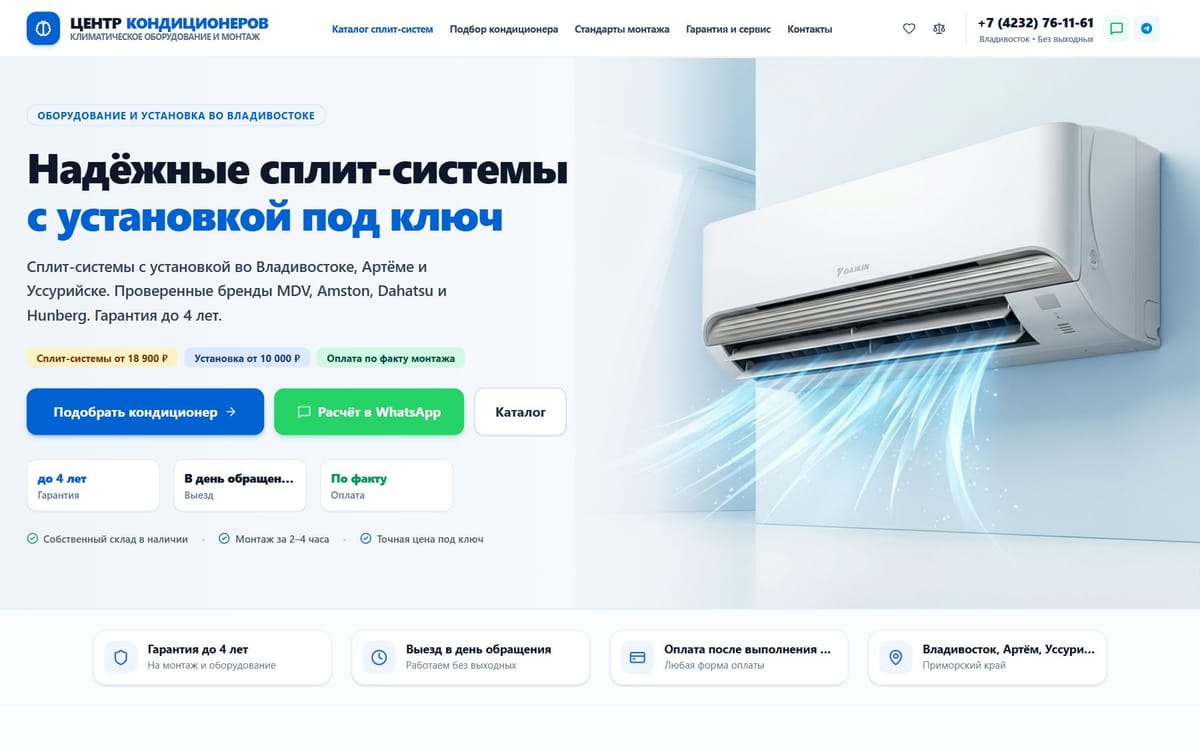 ЦЕНТР КОНДИЦИОНЕРОВ
КЛИМАТИЧЕСКОЕ ОБОРУДОВАНИЕ И МОНТАЖ
Каталог сплит-систем
Подбор кондиционера
Стандарты монтажа
Гарантия и сервис
Контакты
+7 (4232) 76-11-61
Владивосток • Без выходных
ОБОРУДОВАНИЕ И УСТАНОВКА ВО ВЛАДИВОСТОКЕ
Надёжные сплит-системы
с установкой под ключ
Сплит-системы с установкой во Владивостоке, Артёме и
Уссурийске. Проверенные бренды MDV, Amston, Dahatsu и
Hunberg. Гарантия до 4 лет.
Сплит-системы от 18 900 ₽
Установка от 10 000 ₽
Оплата по факту монтажа
Подобрать кондиционер →
Расчёт в WhatsApp
Каталог
до 4 лет
Гарантия
В день обращен...
Выезд
По факту
Оплата
Собственный склад в наличии
Монтаж за 2–4 часа
Точная цена под ключ
DAIKIN
Гарантия до 4 лет
На монтаж и оборудование
Выезд в день обращения
Работаем без выходных
Оплата после выполнения ...
Любая форма оплаты
Владивосток, Артём, Уссури...
Приморский край